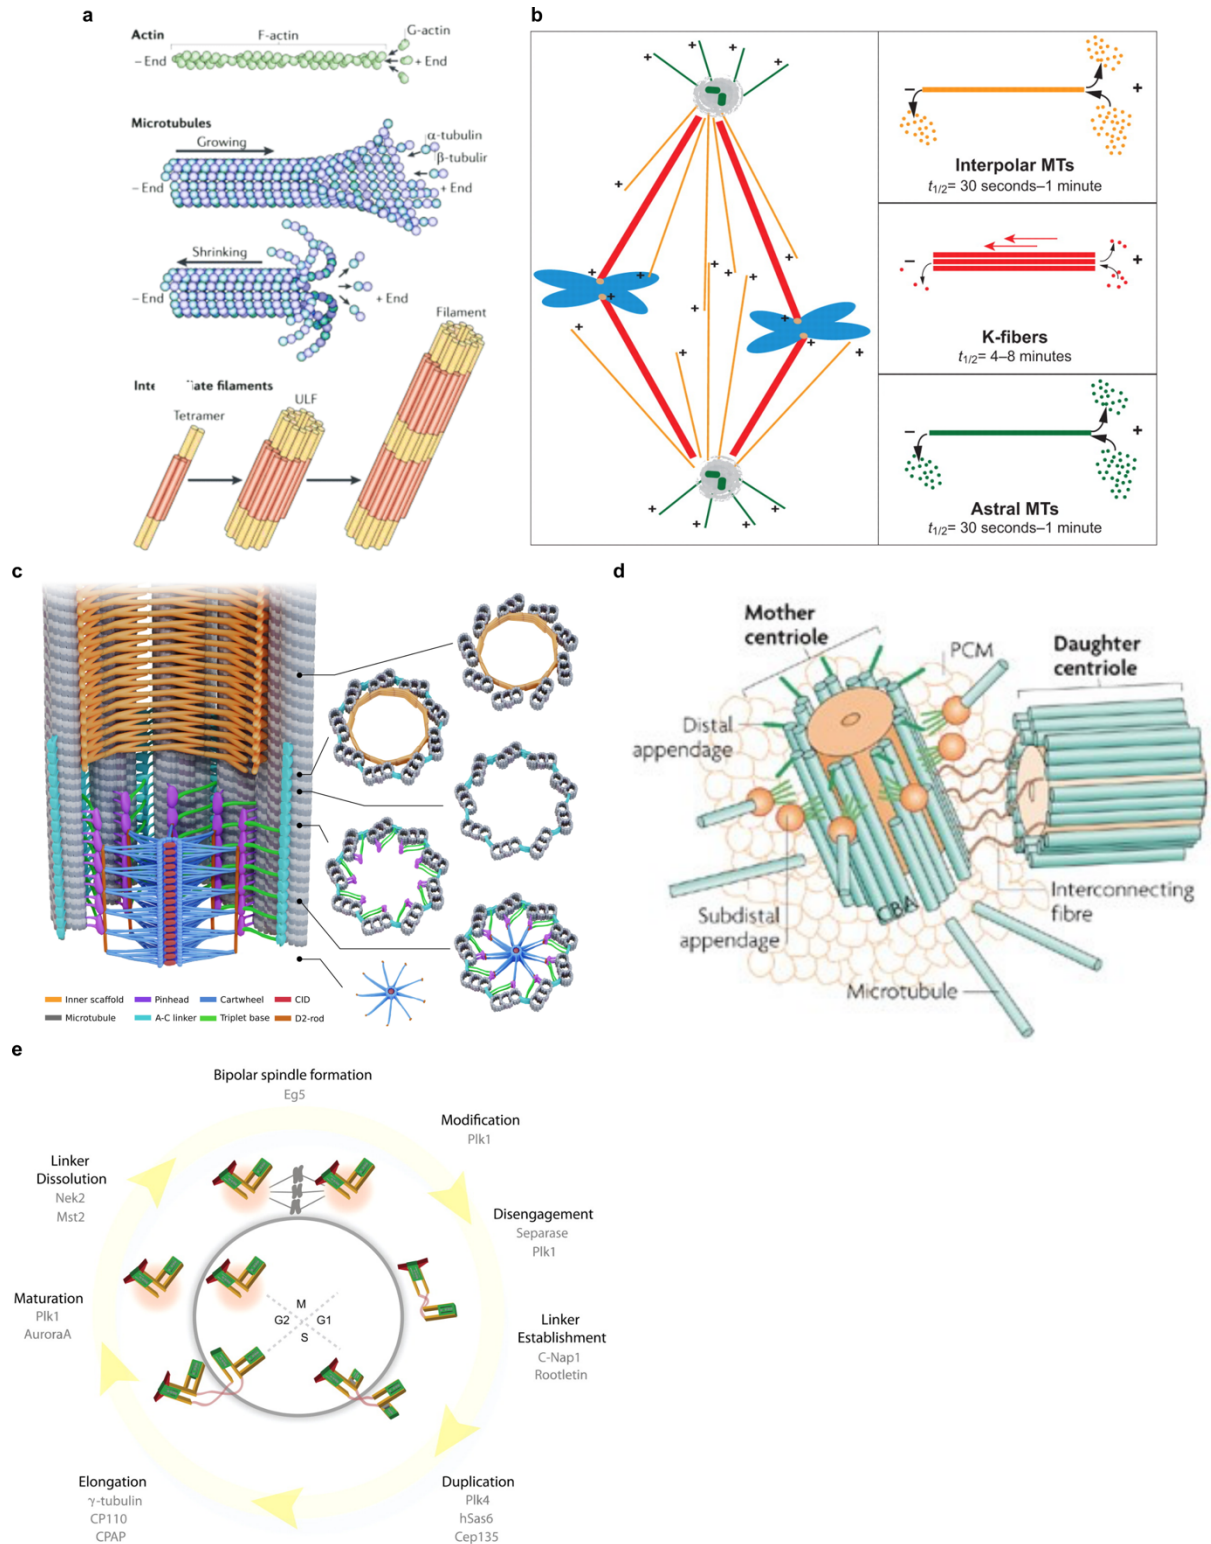 a
Actin
F-actin
G-actin
– End
+ End
Microtubules
Growing
α-tubulin
β-tubulir
– End
+ End
Shrinking
– End
+ End
Filament
Inte ate filaments
ULF
Tetramer
b
+ + + +
+ +
+ + + + +
+ + +
+ + +
+ + + +
– +
Interpolar MTs
t1/2= 30 seconds–1 minute
– +
K-fibers
t1/2= 4–8 minutes
– +
Astral MTs
t1/2= 30 seconds–1 minute
c
Inner scaffold Pinhead Cartwheel CID
Microtubule A-C linker Triplet base D2-rod
d
Mother
centriole
PCM
Daughter
centriole
Distal
appendage
Subdistal
appendage
CBA
Interconnecting
fibre
Microtubule
e
Bipolar spindle formation
Eg5
Modification
Plk1
Disengagement
Separase
Plk1
Linker
Establishment
C-Nap1
Rootletin
Duplication
Plk4
hSas6
Cep135
Elongation
γ-tubulin
CP110
CPAP
Maturation
Plk1
AuroraA
Linker
Dissolution
Nek2
Mst2
M
G2 G1
S